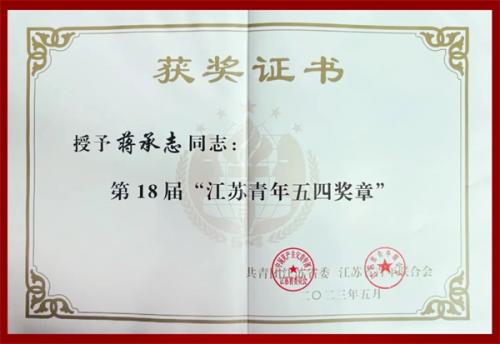 获奖证书
授予蒋承志同志：
第18届“江苏青年五四奖章”
共青团江苏省委 江苏省青年联合会
二〇二三年五月